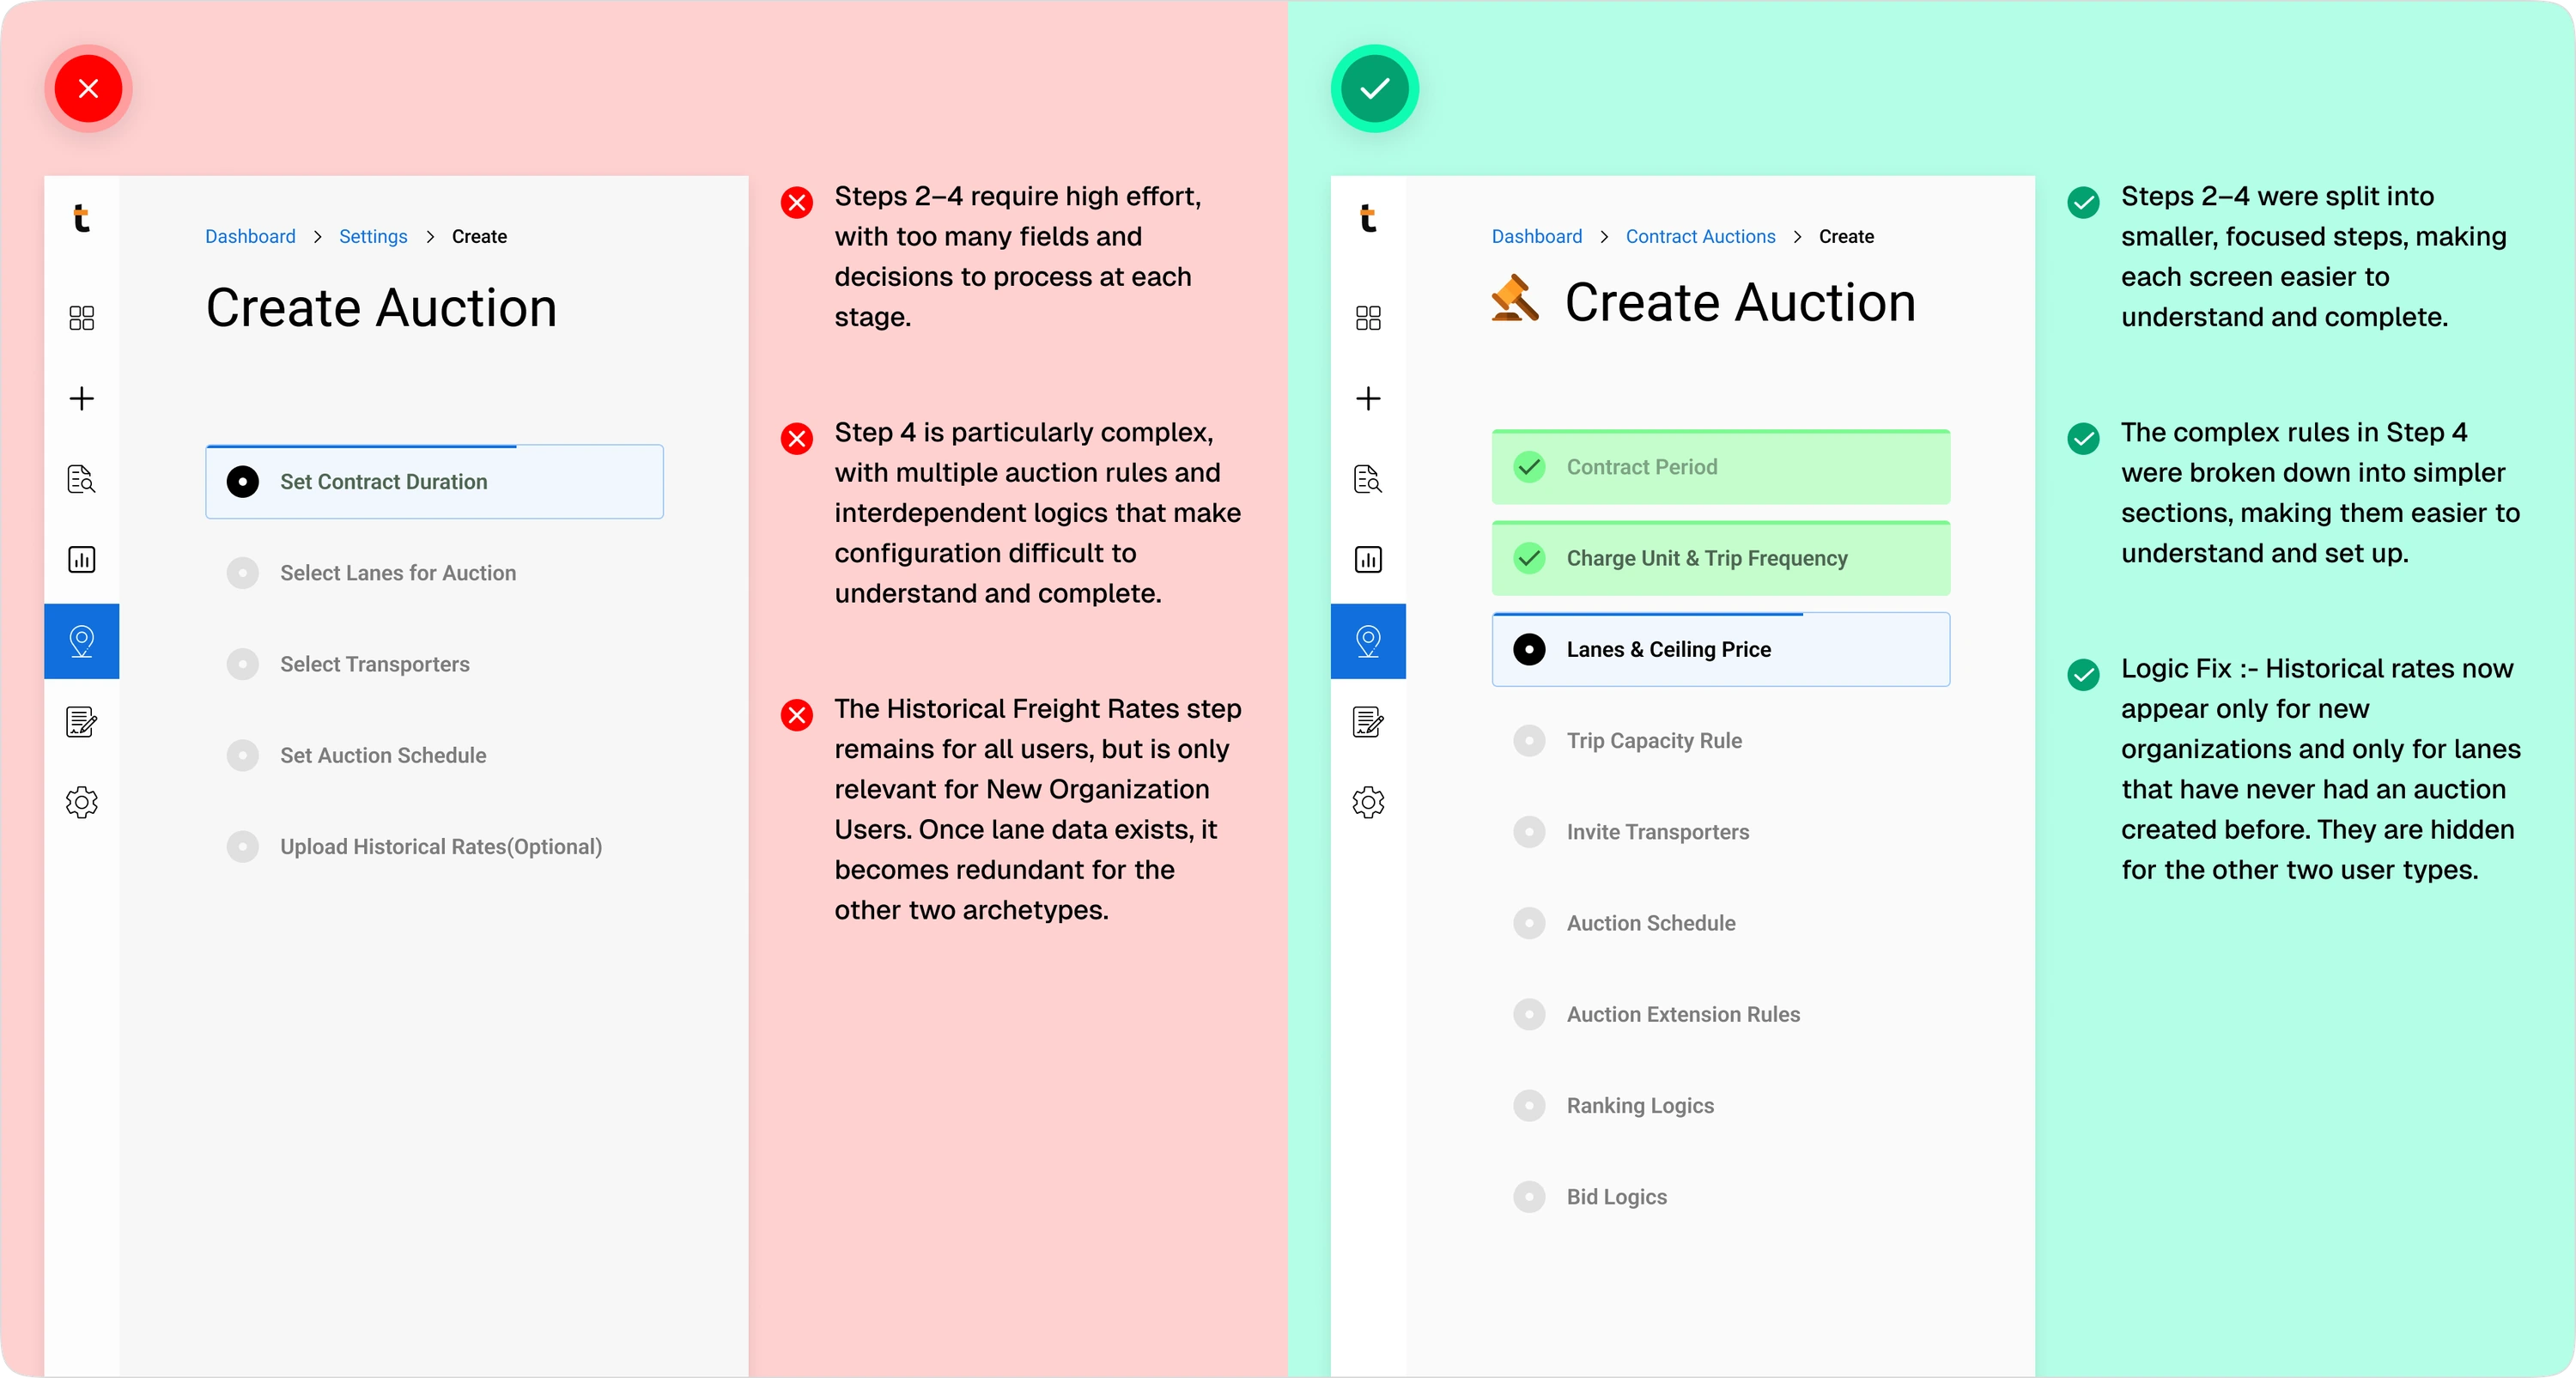 t
Dashboard > Settings > Create
Create Auction
Set Contract Duration
Select Lanes for Auction
Select Transporters
Set Auction Schedule
Upload Historical Rates(Optional)
Steps 2–4 require high effort,
with too many fields and
decisions to process at each
stage.
Step 4 is particularly complex,
with multiple auction rules and
interdependent logics that make
configuration difficult to
understand and complete.
The Historical Freight Rates step
remains for all users, but is only
relevant for New Organization
Users. Once lane data exists, it
becomes redundant for the
other two archetypes.
t
Dashboard > Contract Auctions > Create
Create Auction
Contract Period
Charge Unit & Trip Frequency
Lanes & Ceiling Price
Trip Capacity Rule
Invite Transporters
Auction Schedule
Auction Extension Rules
Ranking Logics
Bid Logics
Steps 2–4 were split into
smaller, focused steps, making
each screen easier to
understand and complete.
The complex rules in Step 4
were broken down into simpler
sections, making them easier to
understand and set up.
Logic Fix :- Historical rates now
appear only for new
organizations and only for lanes
that have never had an auction
created before. They are hidden
for the other two user types.